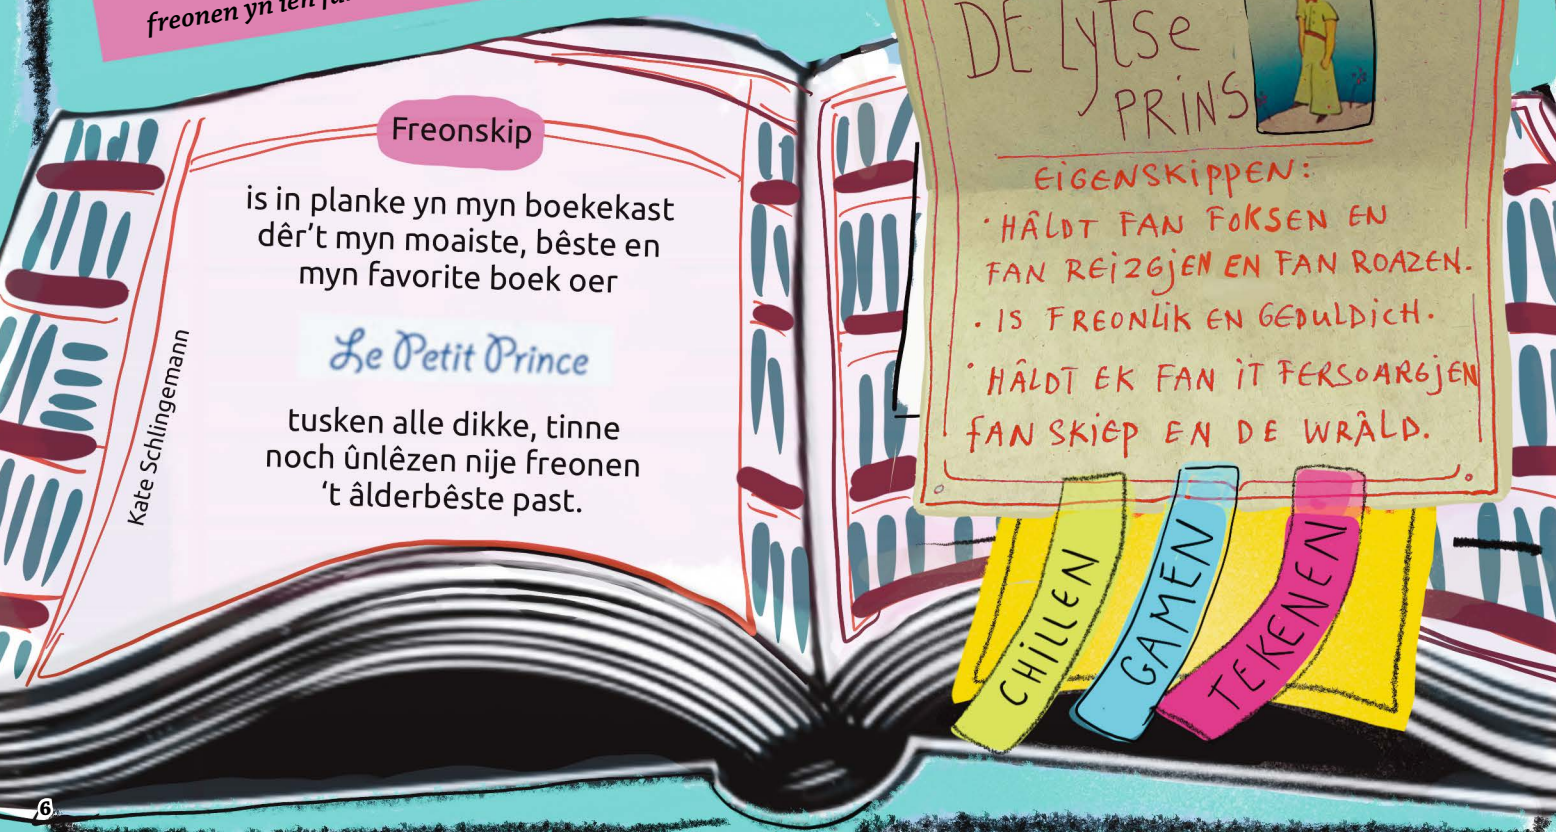 freonen yn ien
Freonskip
is in planke yn myn boekekast
dêr’t myn moaiste, bêste en
myn favorite boek oer
Le Petit Prince
tusken alle dikke, tinne
noch ûnlêzen nije freonen
‘t âlderbêste past.
Kate Schlingemann
6
DE LyTSe
PRiNS
EiGENSKiPPEN:
· HÂLDT FAN FOKSEN EN
FAN REiZGjEN EN FAN ROAZEN.
· IS FREONLiK EN GEDULDiCH.
· HÂLDT EK FAN iT FERSOARGjEN
FAN SKiEP EN DE WRÂLD.
CHiLLEN
GAMEN
TEKENEN